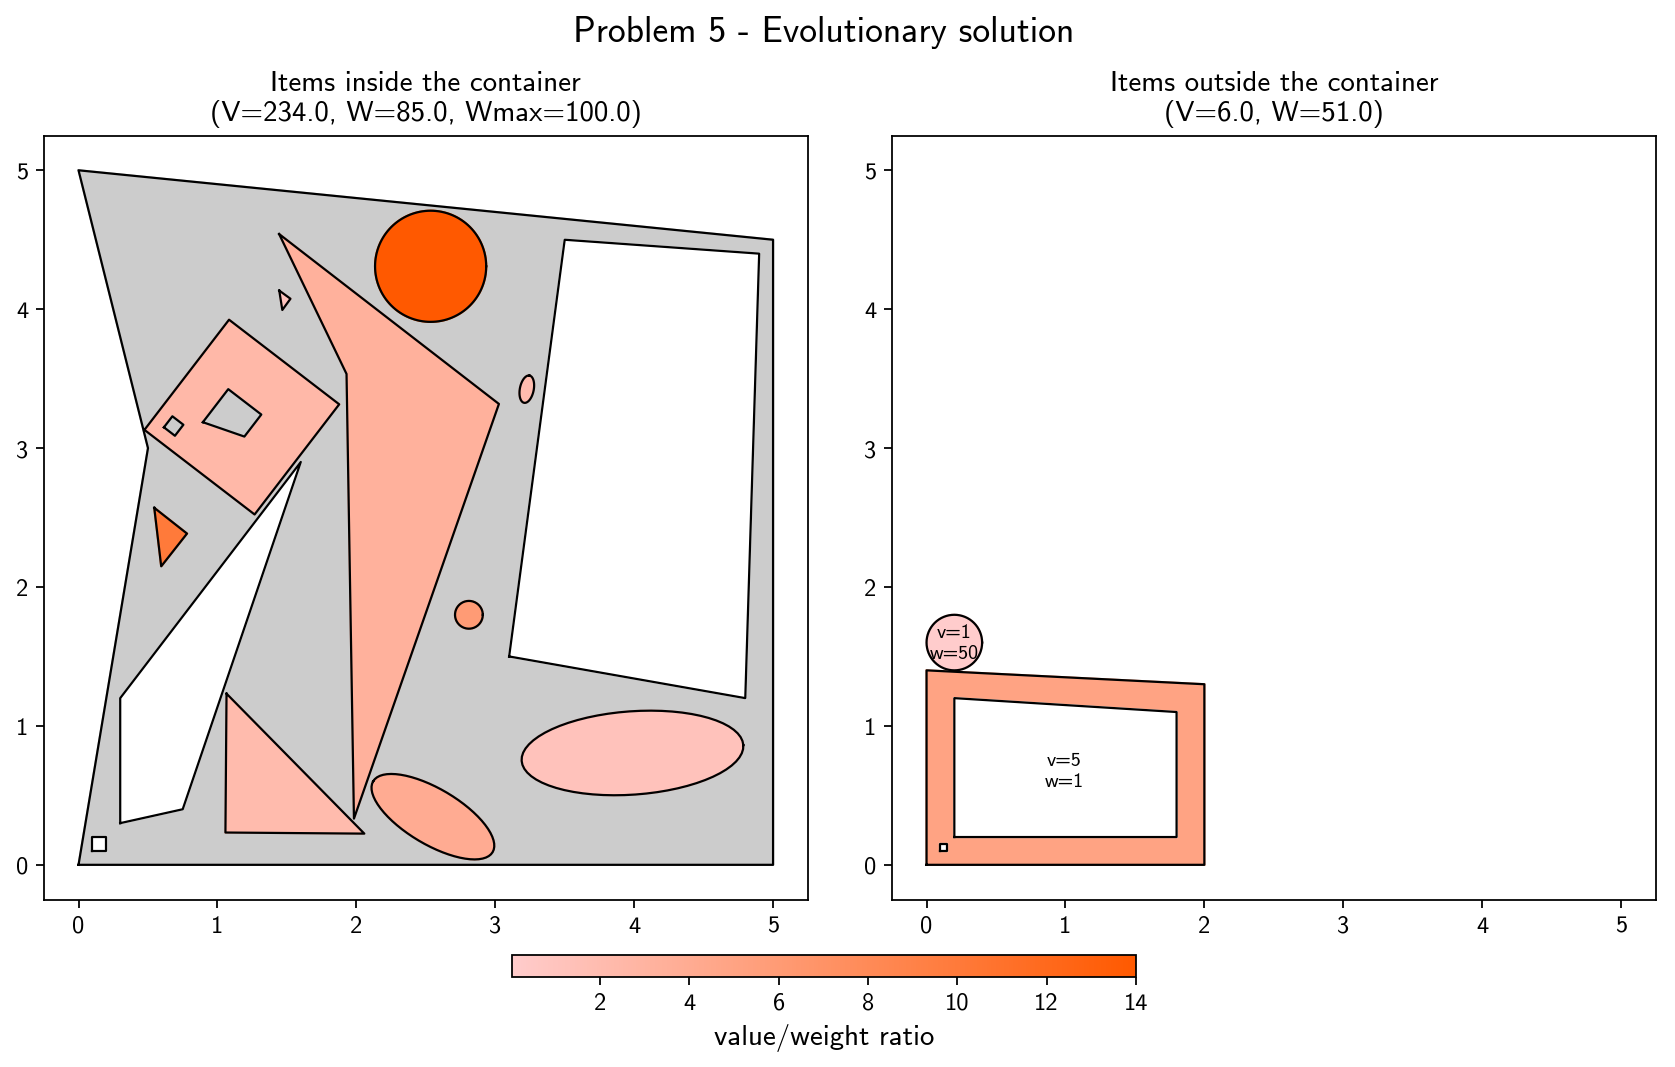 Problem 5 - Evolutionary solution
Items inside the container
(V=234.0, W=85.0, Wmax=100.0)
5
4
3
2
1
0
0 1 2 3 4 5
Items outside the container
(V=6.0, W=51.0)
5
4
3
2
1
0
v=1
w=50
v=5
w=1
0 1 2 3 4 5
2 4 6 8 10 12 14
value/weight ratio